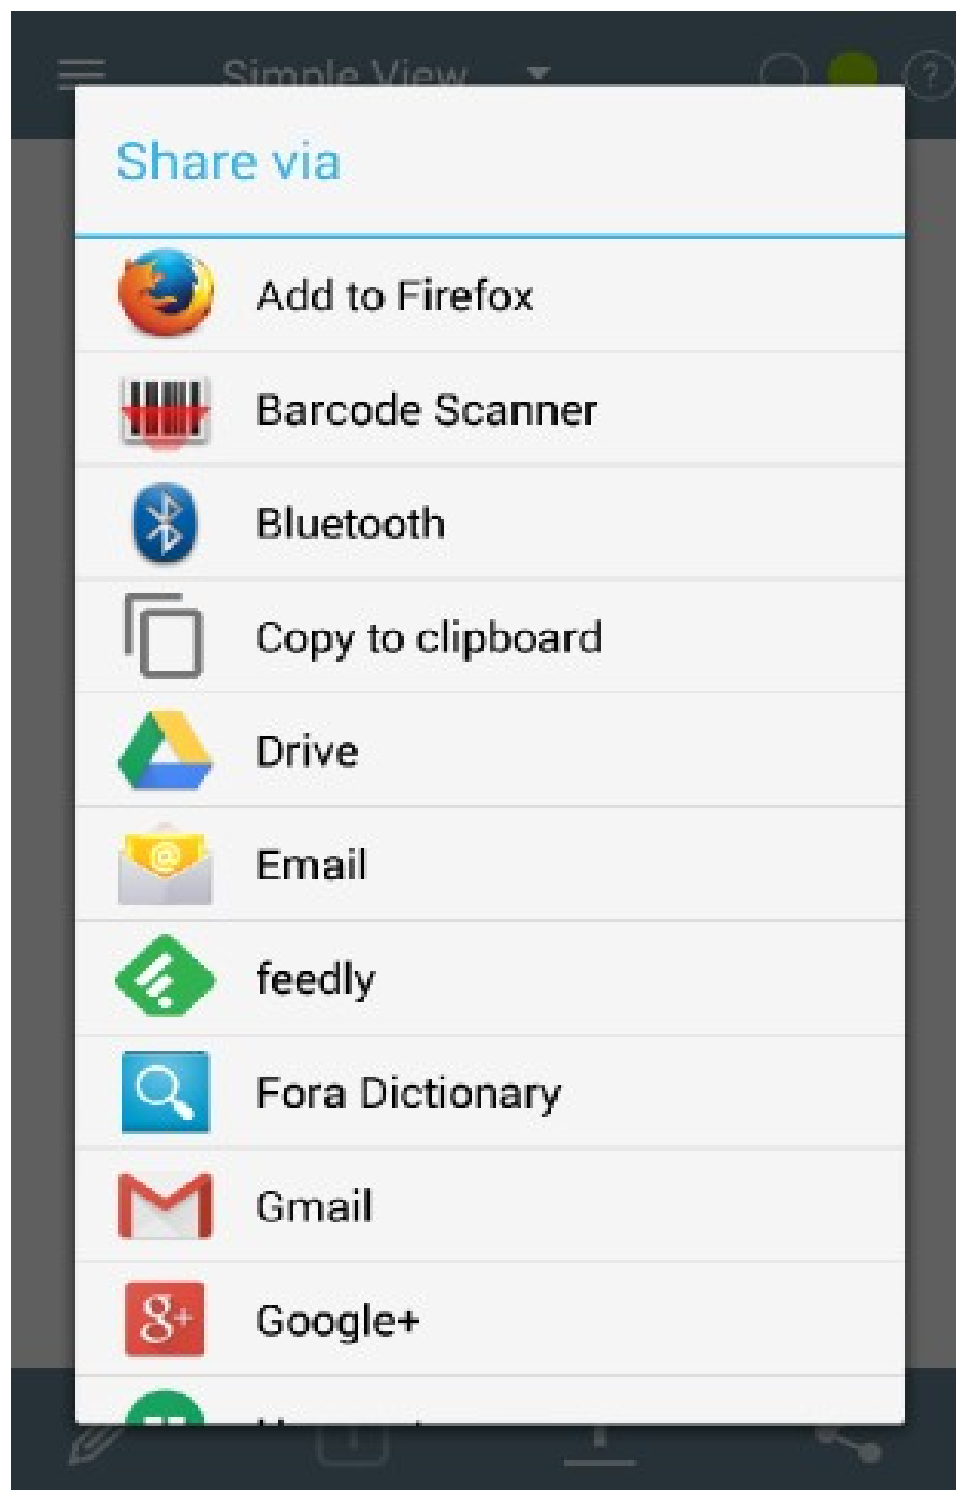 Simple View
?
Share via
Add to Firefox
Barcode Scanner
Bluetooth
Copy to clipboard
Drive
@
Email
feedly
Fora Dictionary
Gmail
g+
Google+